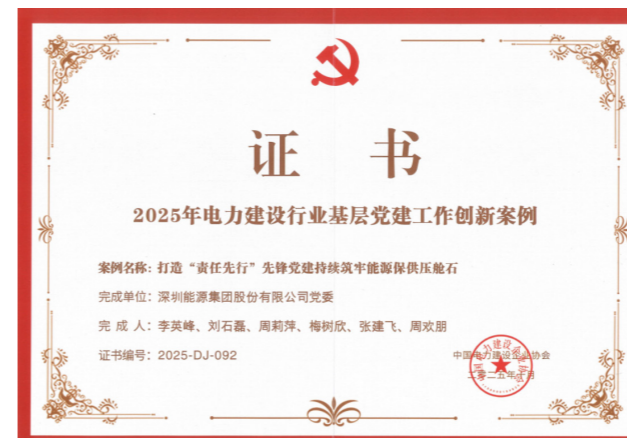 证 书
2025年电力建设行业基层党建工作创新案例
案例名称：打造“责任先行”先锋党建持续筑牢能源保供压舱石
完成单位：深圳能源集团股份有限公司党委
完 成 人：李英峰、刘石磊、周莉萍、梅树欣、张建飞、周欢朋
证书编号：2025-DJ-092
中国电力建设企业协会